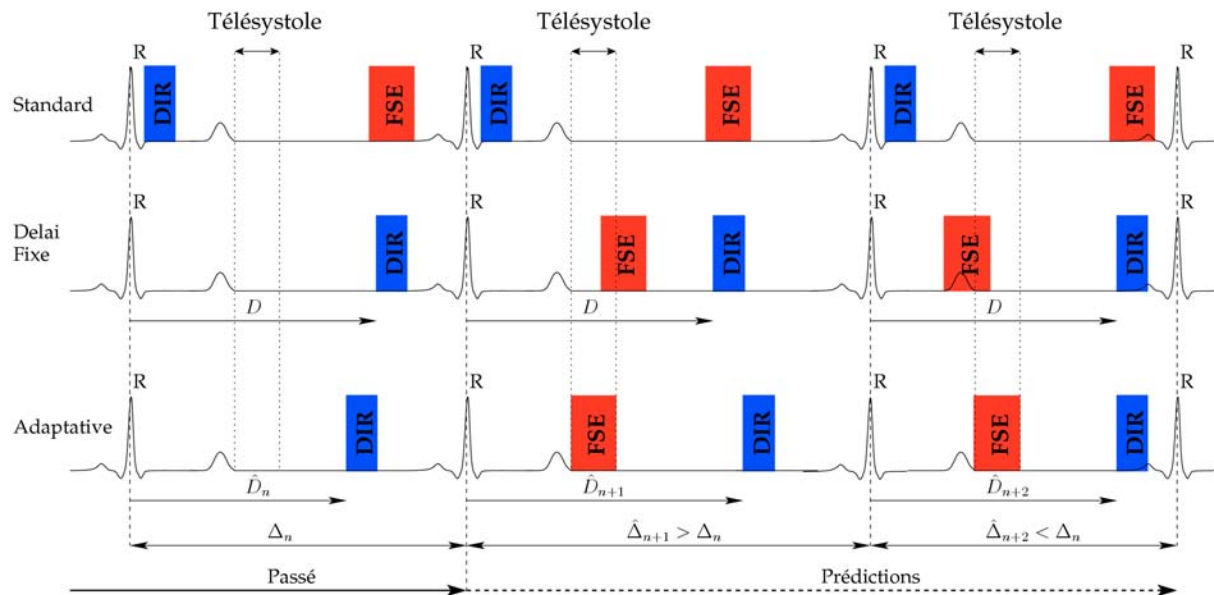 Télésystole Télésystole Télésystole
R R R R
Standard DIR FSE DIR FSE DIR FSE
R R R
Delai
Fixe
DIR FSE DIR FSE DIR
D D D
R R R
Adaptative DIR FSE DIR FSE DIR
D̂n D̂n+1 D̂n+2
Δn Δ̂n+1 > Δn Δ̂n+2 < Δn
Passé Prédictions